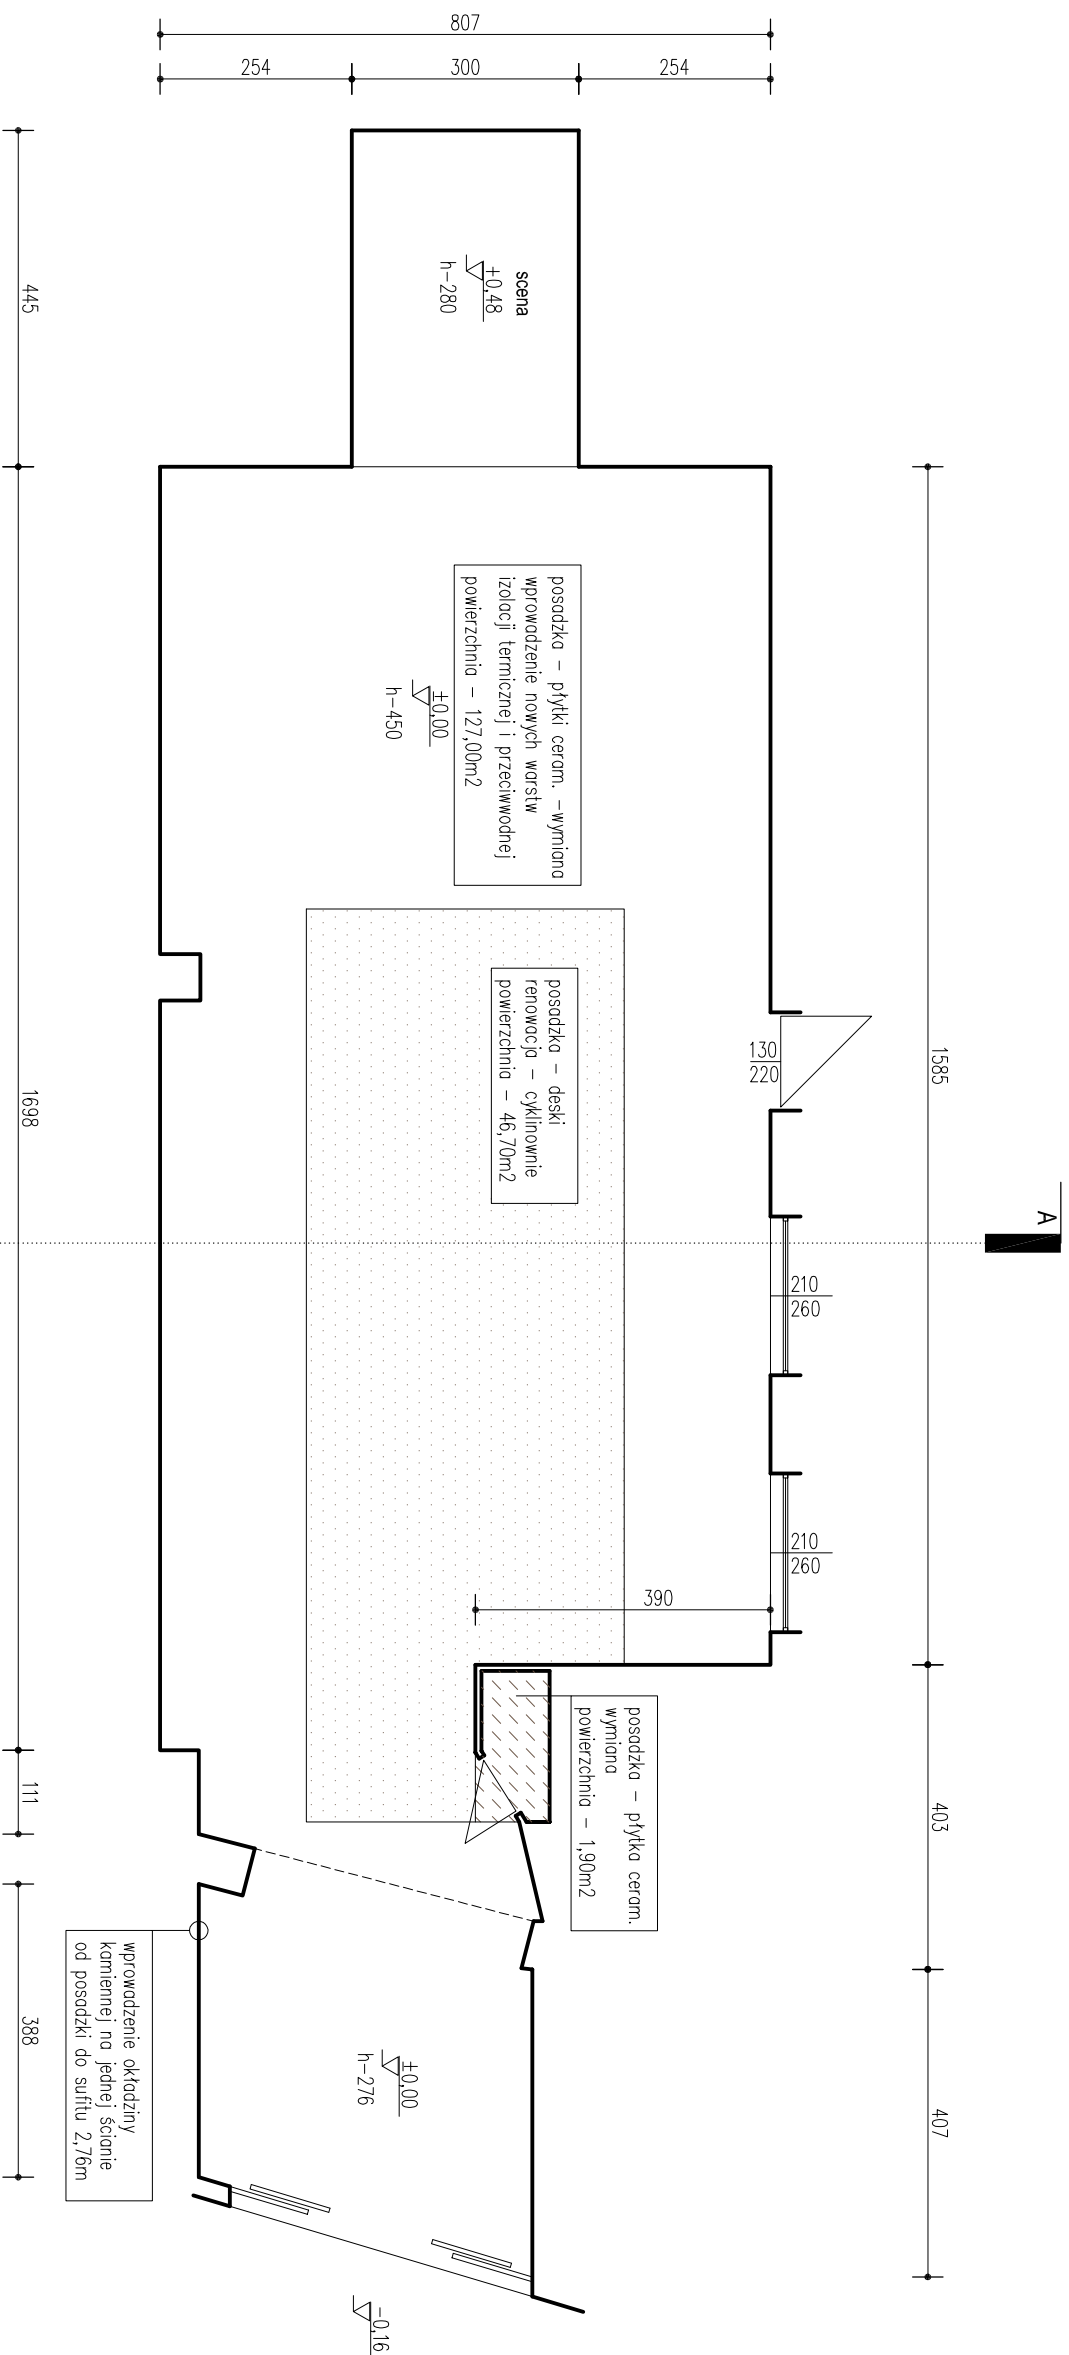 807
254
300
254
445
1698
111
388
1585
403
407
scena
+0,48
h-280
posadzka - płytki ceram. -wymiana
wprowadzenie nowych warstw
izolacji termicznej i przeciwwodnej
powierzchnia - 127,00m2
±0,00
h-450
posadzka - deski
renowacja - cyklinownie
powierzchnia - 46,70m2
130
220
A
210
260
210
260
390
posadzka - płytka ceram.
wymiana
powierzchnia - 1,90m2
±0,00
h-276
wprowadzenie okładziny
kamiennej na jednej ścianie
od posadzki do sufitu 2,76m
-0,16